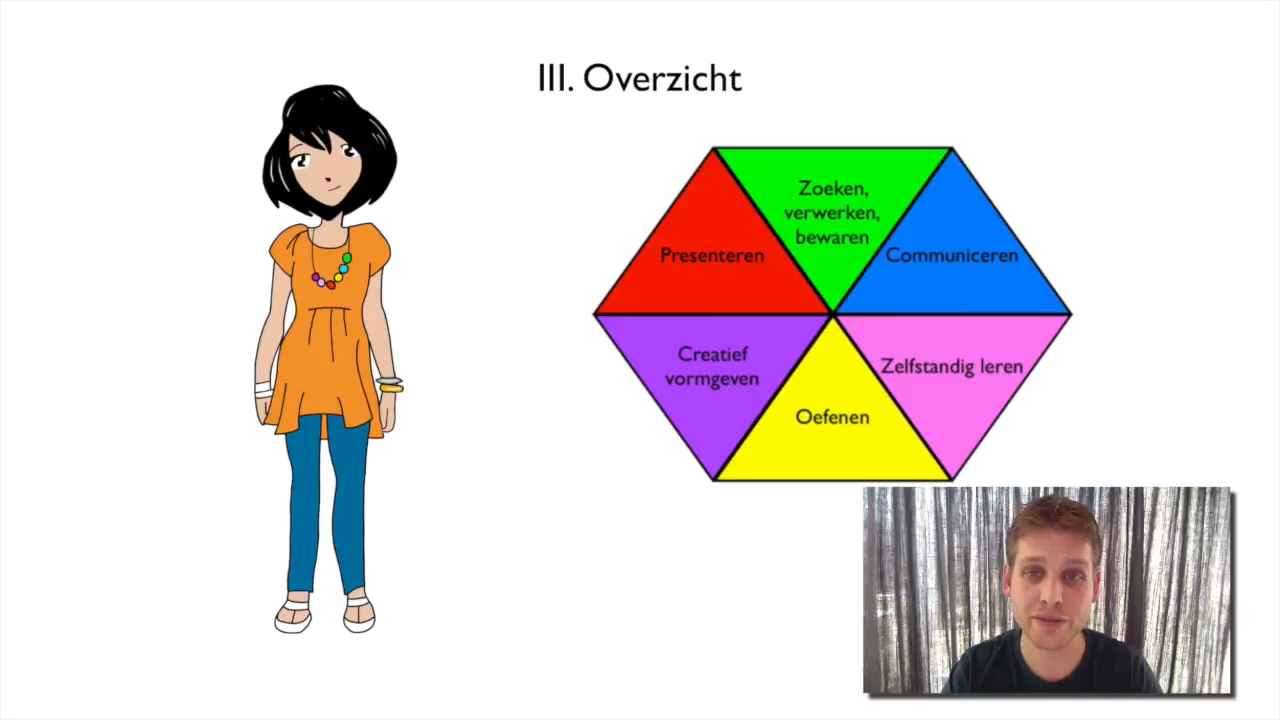 III. Overzicht
Zoeken,
verwerken,
bewaren
Presenteren
Communiceren
Creatief
vormgeven
Zelfstandig leren
Oefenen